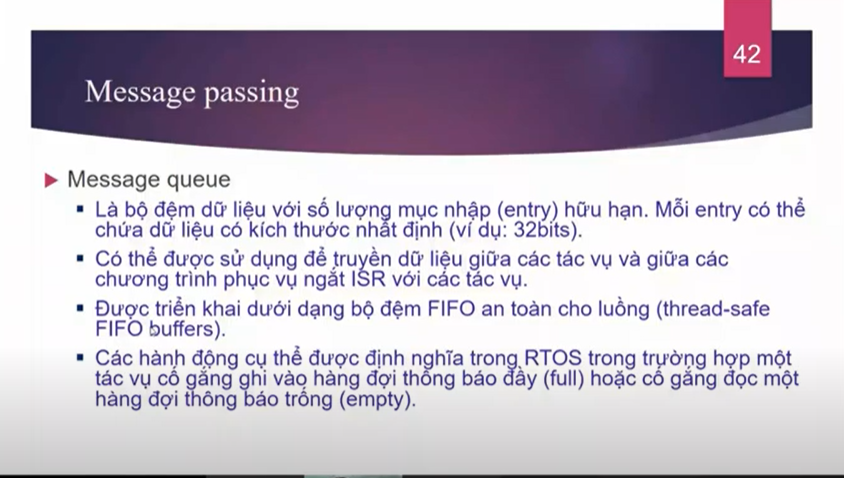 42
Message passing
Message queue
Là bộ đệm dữ liệu với số lượng mục nhập (entry) hữu hạn. Mỗi entry có thể
chứa dữ liệu có kích thước nhất định (ví dụ: 32bits).
Có thể được sử dụng để truyền dữ liệu giữa các tác vụ và giữa các
chương trình phục vụ ngắt ISR với các tác vụ.
Được triển khai dưới dạng bộ đệm FIFO an toàn cho luồng (thread-safe
FIFO buffers).
Các hành động cụ thể được định nghĩa trong RTOS trong trường hợp một
tác vụ cố gắng ghi vào hàng đợi thông báo đầy (full) hoặc cố gắng đọc một
hàng đợi thông báo trống (empty).